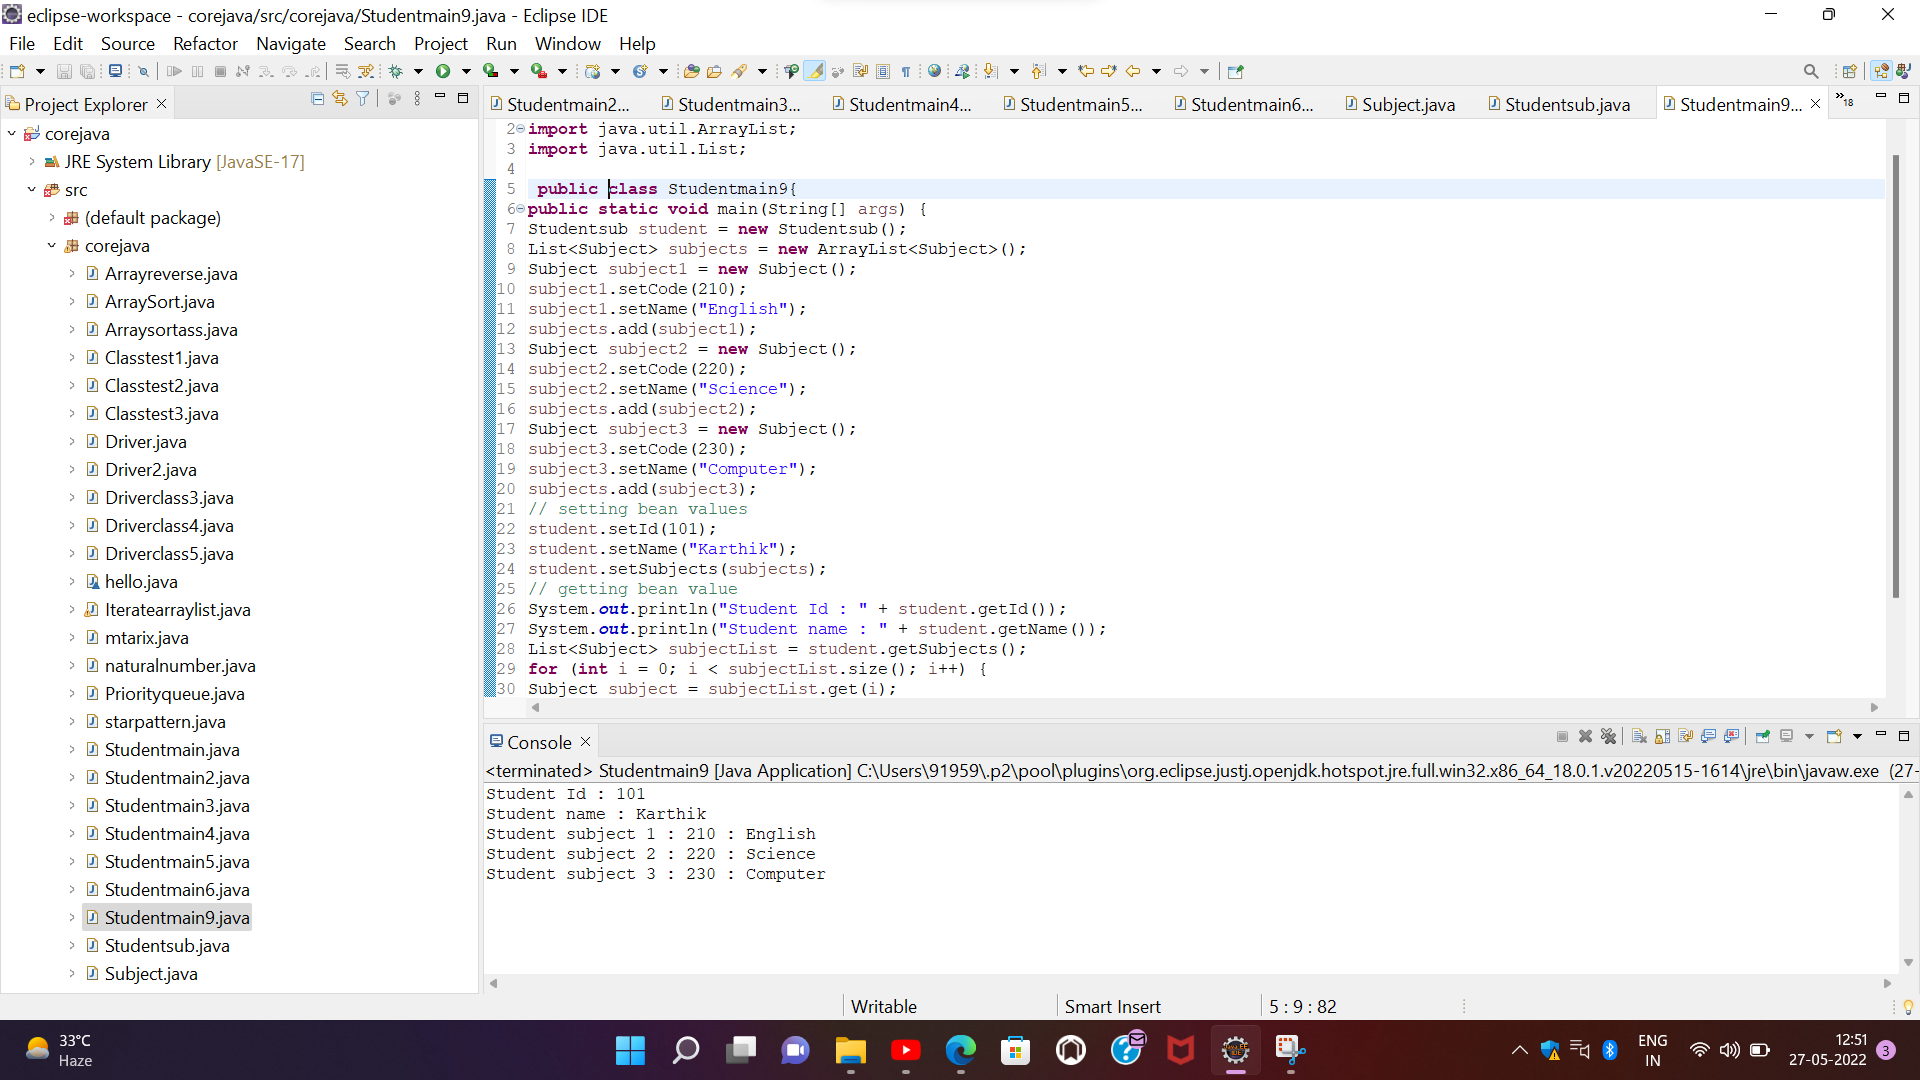 eclipse-workspace - corejava/src/corejava/Studentmain9.java - Eclipse IDE
File Edit Source Refactor Navigate Search Project Run Window Help
Project Explorer
corejava
JRE System Library [JavaSE-17]
src
(default package)
corejava
Arrayreverse.java
ArraySort.java
Arraysortass.java
Classtest1.java
Classtest2.java
Classtest3.java
Driver.java
Driver2.java
Driverclass3.java
Driverclass4.java
Driverclass5.java
hello.java
Iteratearraylist.java
mtarix.java
naturalnumber.java
Priorityqueue.java
starpattern.java
Studentmain.java
Studentmain2.java
Studentmain3.java
Studentmain4.java
Studentmain5.java
Studentmain6.java
Studentmain9.java
Studentsub.java
Subject.java
Studentmain2... Studentmain3... Studentmain4... Studentmain5... Studentmain6... Subject.java Studentsub.java Studentmain9... »18
2 import java.util.ArrayList;
3 import java.util.List;
4
5 public class Studentmain9{
6 public static void main(String[] args) {
7 Studentsub student = new Studentsub();
8 List<Subject> subjects = new ArrayList<Subject>();
9 Subject subject1 = new Subject();
10 subject1.setCode(210);
11 subject1.setName("English");
12 subjects.add(subject1);
13 Subject subject2 = new Subject();
14 subject2.setCode(220);
15 subject2.setName("Science");
16 subjects.add(subject2);
17 Subject subject3 = new Subject();
18 subject3.setCode(230);
19 subject3.setName("Computer");
20 subjects.add(subject3);
21 // setting bean values
22 student.setId(101);
23 student.setName("Karthik");
24 student.setSubjects(subjects);
25 // getting bean value
26 System.out.println("Student Id : " + student.getId());
27 System.out.println("Student name : " + student.getName());
28 List<Subject> subjectList = student.getSubjects();
29 for (int i = 0; i < subjectList.size(); i++) {
30 Subject subject = subjectList.get(i);
Console
<terminated> Studentmain9 [Java Application] C:\Users\91959\.p2\pool\plugins\org.eclipse.justj.openjdk.hotspot.jre.full.win32.x86_64_18.0.1.v20220515-1614\jre\bin\javaw.exe (27-
Student Id : 101
Student name : Karthik
Student subject 1 : 210 : English
Student subject 2 : 220 : Science
Student subject 3 : 230 : Computer
Writable Smart Insert 5 : 9 : 82
33°C
Haze
ENG
IN
12:51
27-05-2022
3